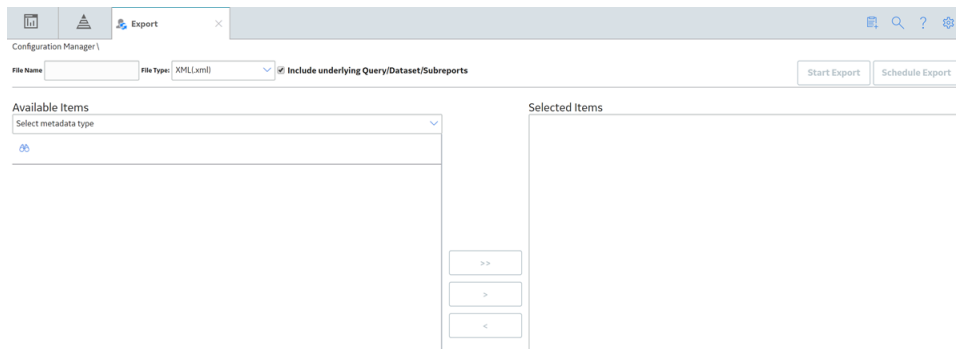 Export
Configuration Manager\
File Name
File Type: XML(.xml)
Include underlying Query/Dataset/Subreports
Start Export
Schedule Export
Available Items
Selected Items
Select metadata type
>>
>
<